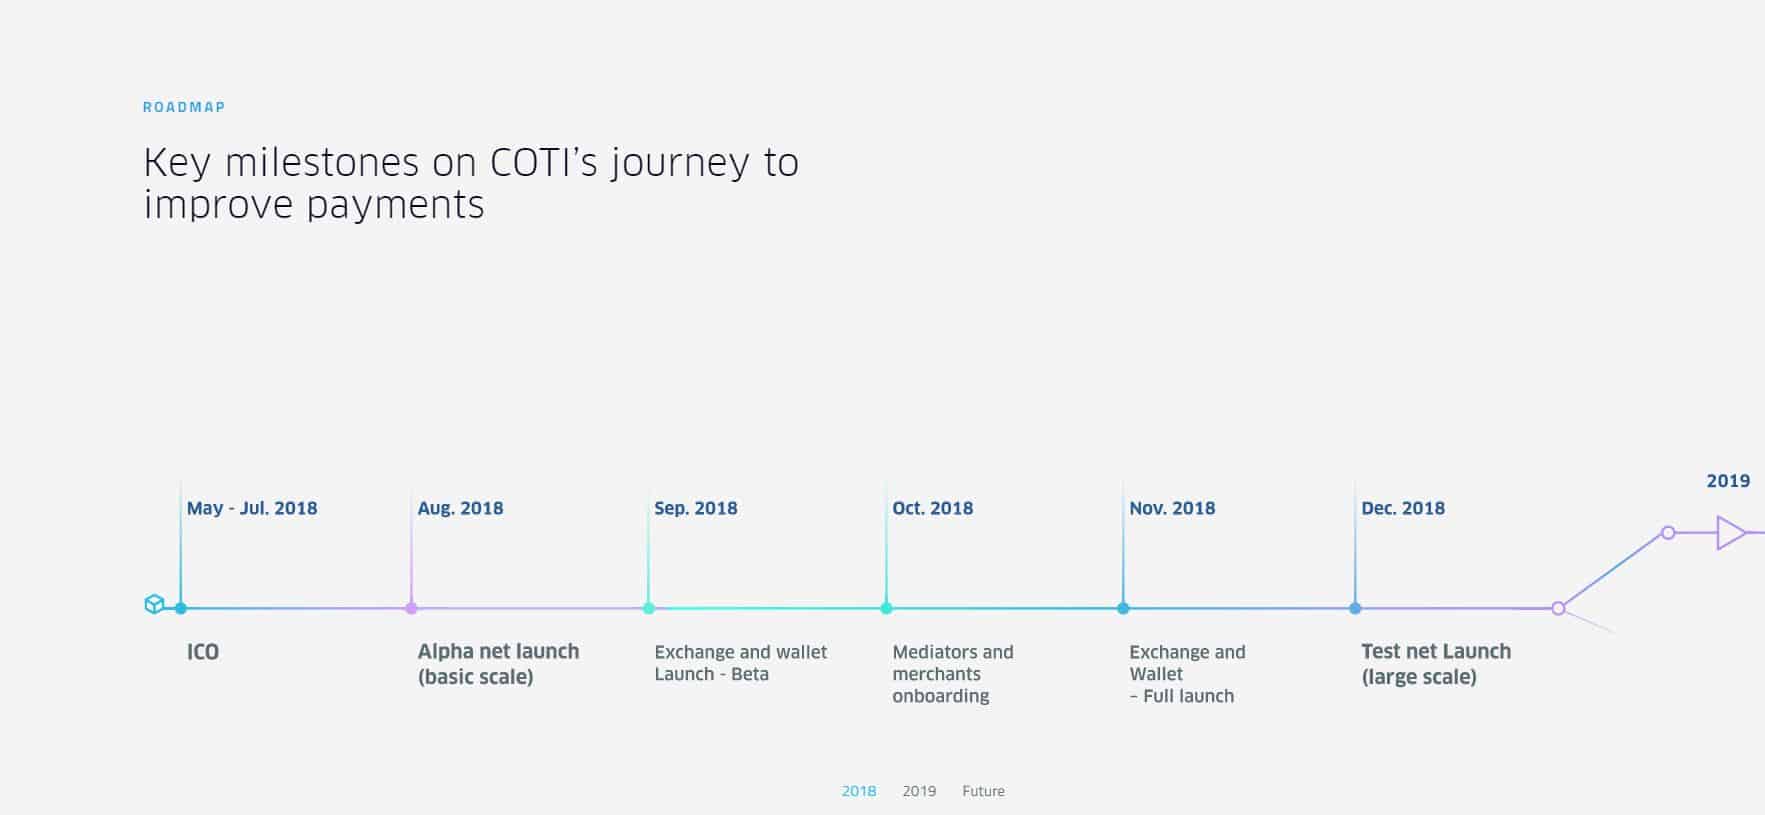 ROADMAP
Key milestones on COTI's journey to
improve payments
2019
May - Jul. 2018
Aug. 2018
Sep. 2018
Oct. 2018
Nov. 2018
Dec. 2018
ICO
Alpha net launch
(basic scale)
Exchange and wallet
Launch - Beta
Mediators and
merchants
onboarding
Exchange and
Wallet
– Full launch
Test net Launch
(large scale)
2018 2019 Future